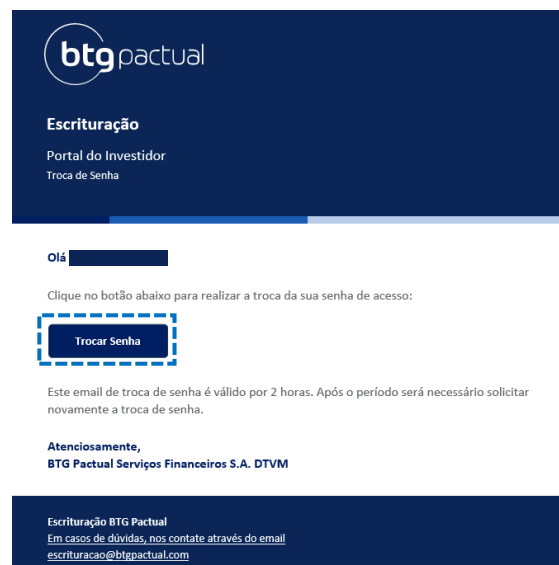 btgpactual
Escrituração
Portal do Investidor
Troca de Senha
Olá
Clique no botão abaixo para realizar a troca da sua senha de acesso:
Trocar Senha
Este email de troca de senha é válido por 2 horas. Após o período será necessário solicitar
novamente a troca de senha.
Atenciosamente,
BTG Pactual Serviços Financeiros S.A. DTVM
Escrituração BTG Pactual
Em casos de dúvidas, nos contate através do email
escrituracao@btgpactual.com